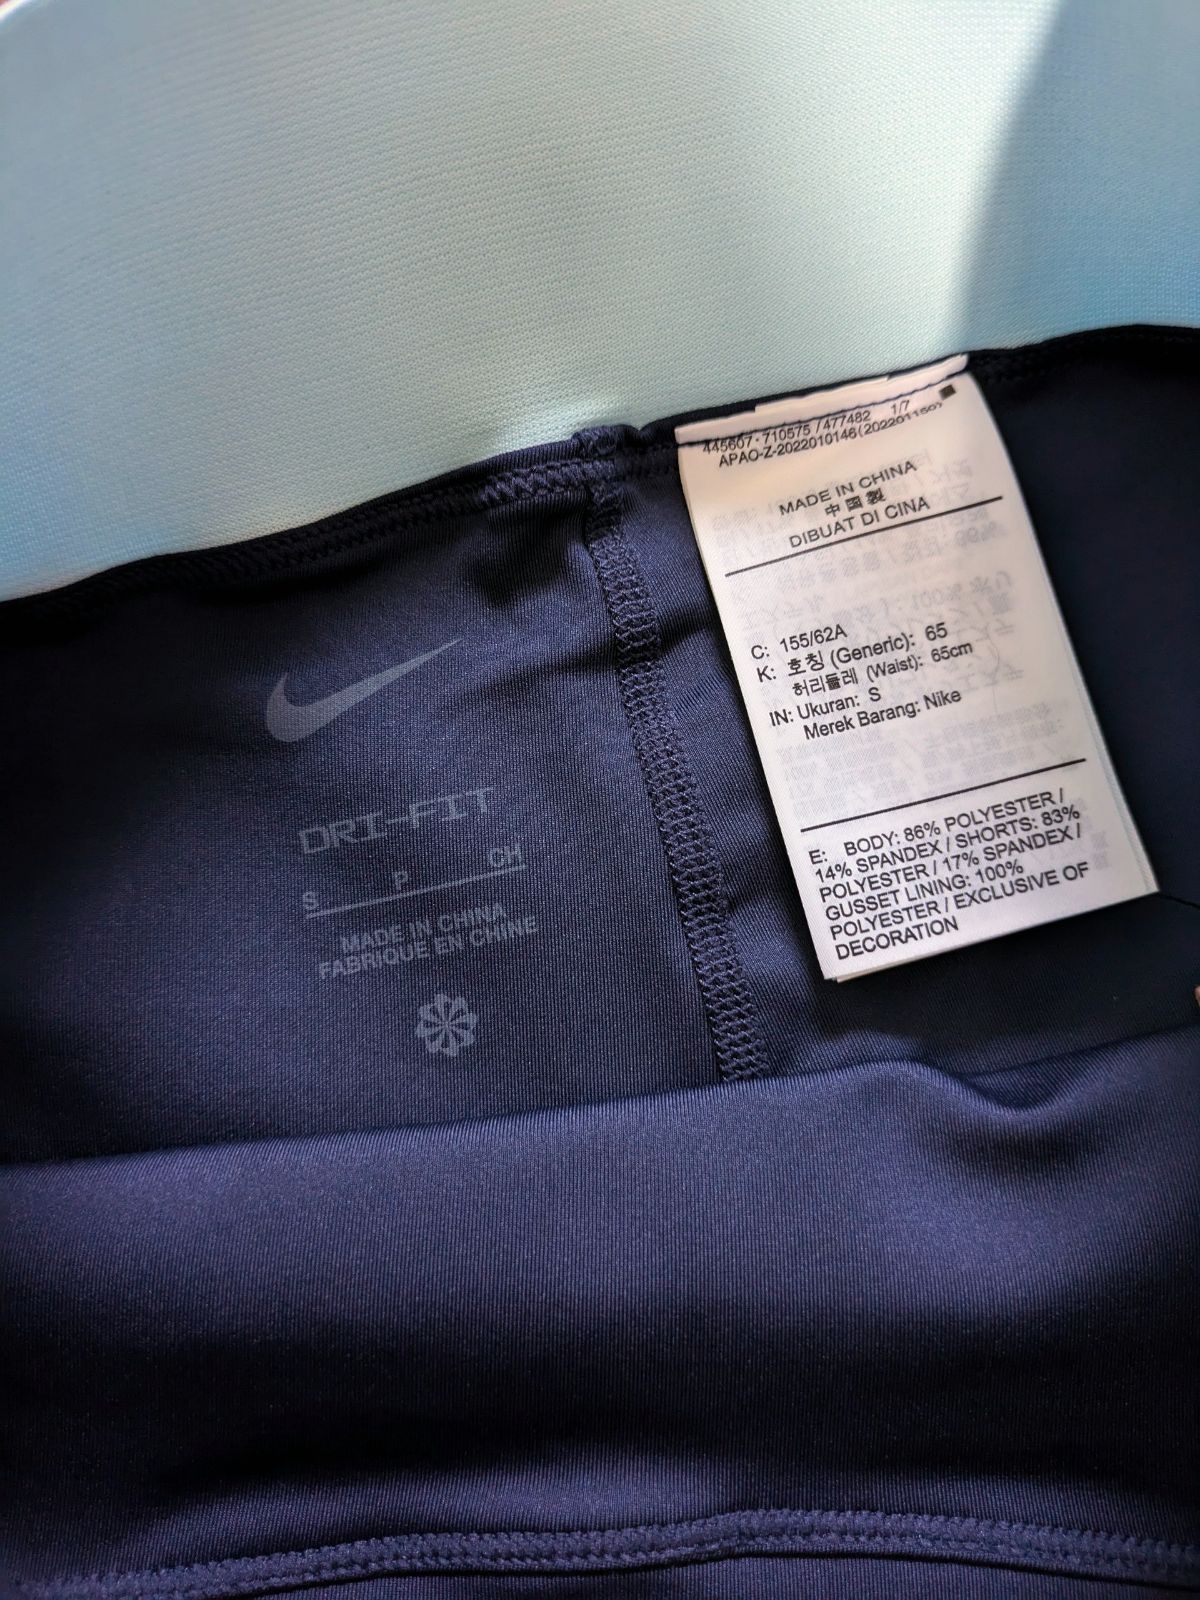 DRI-FIT
S P CH
MADE IN CHINA
FABRIQUE EN CHINE
445607-710575 /477482 1/7
APAO-Z-2022010146(2022011507)
MADE IN CHINA
中國製
DIBUAT DI CINA
C: 155/62A
K: 호칭 (Generic): 65
허리둘레 (Waist): 65cm
IN: Ukuran: S
Merek Barang: Nike
E: BODY: 86% POLYESTER /
14% SPANDEX / SHORTS: 83%
POLYESTER / 17% SPANDEX /
GUSSET LINING: 100%
POLYESTER / EXCLUSIVE OF
DECORATION